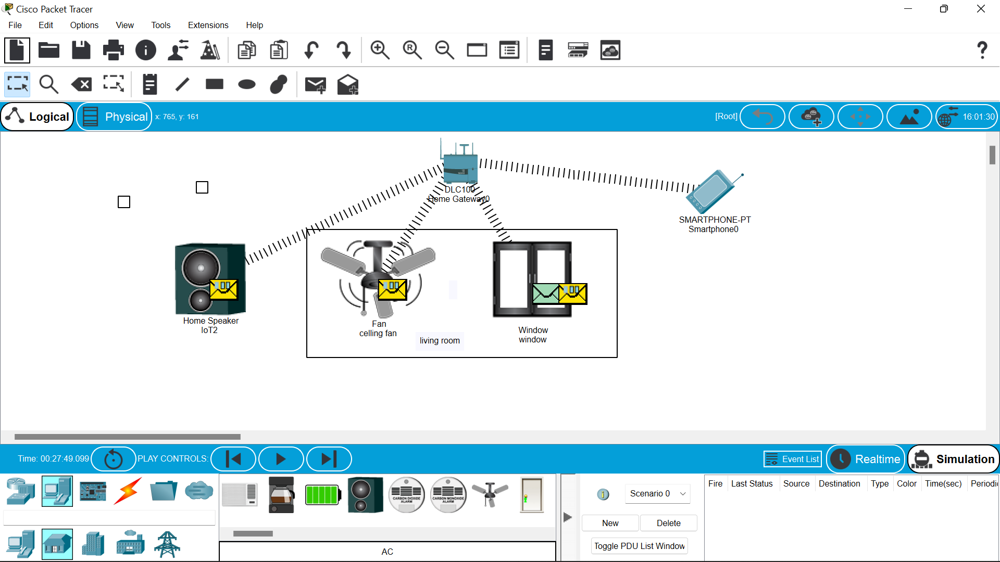 Cisco Packet Tracer
File Edit Options View Tools Extensions Help
Logical Physical x: 765, y: 161 [Root] 16:01:30
DLC100
Home Gateway0
SMARTPHONE-PT
Smartphone0
Home Speaker
IoT2
Fan
celling fan
living room
Window
window
Time: 00:27:49.099 PLAY CONTROLS: Event List Realtime Simulation
CARBON DIOXIDE
ALARM
CARBON MONOXIDE
ALARM
AC
Scenario 0
New Delete
Toggle PDU List Window
Fire Last Status Source Destination Type Color Time(sec) Periodi